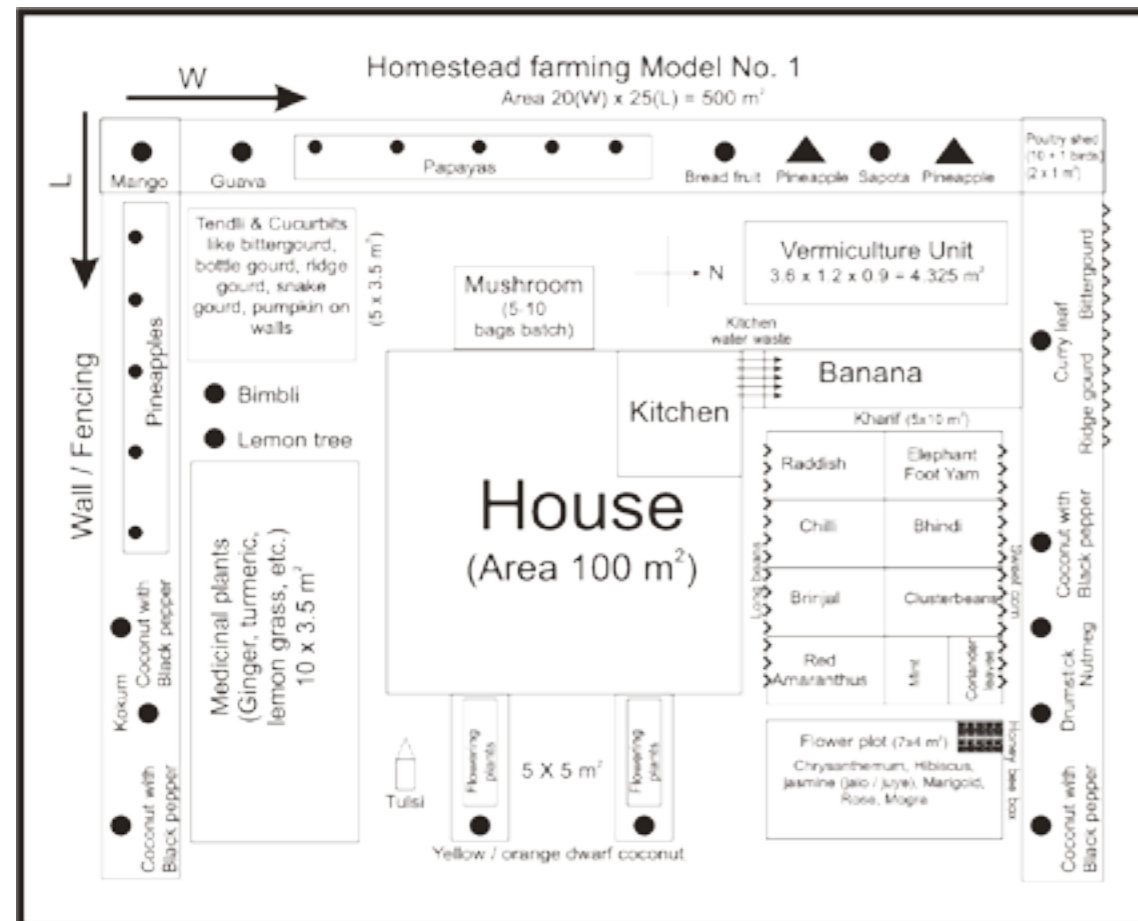 Homestead farming Model No. 1
Area 20(W) x 25(L) = 500 m²
W
L
Wall / Fencing
Mango
Guava
Papayas
Bread fruit
Pineapple
Sapota
Pineapple
Poultry shed
(10 + 1 birds)
(2 x 1 m²)
Pineapples
Tendli & Cucurbits
like bittergourd,
bottle gourd, ridge
gourd, snake
gourd, pumpkin on
walls
(5 x 3.5 m²)
Mushroom
(5-10
bags batch)
N
Vermiculture Unit
3.6 x 1.2 x 0.9 = 4.325 m²
Kitchen
water waste
Banana
Kitchen
Bimbli
Lemon tree
House
(Area 100 m²)
Medicinal plants
(Ginger, turmeric,
lemon grass, etc.)
10 x 3.5 m²
Kharif (5x10 m²)
Raddish
Elephant
Foot Yam
Chilli
Bhindi
Brinjal
Clusterbeans
Red
Amaranthus
Mint
Coriander
leaves
Long beans
Sweet corn
Curry leaf
Bittergourd
Ridge gourd
Coconut with
Black pepper
Nutmeg
Drumstick
Coconut with
Black pepper
Kokum
Coconut with
Black pepper
Coconut with
Black pepper
Tulsi
Flowering
plants
5 X 5 m²
Flowering
plants
Yellow / orange dwarf coconut
Flower plot (7x4 m²)
Chrysanthemum, Hibiscus,
jasmine (jaio / juye), Marigold,
Rose, Mogra
Honey bee box